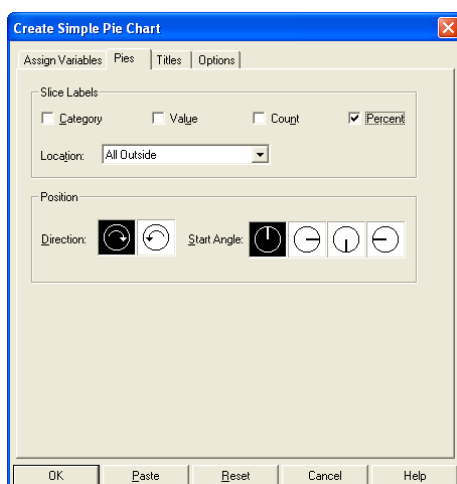 Create Simple Pie Chart
Assign Variables Pies Titles Options
Slice Labels
Category Value Count Percent
Location: All Outside
Position
Direction: Start Angle:
OK Paste Reset Cancel Help